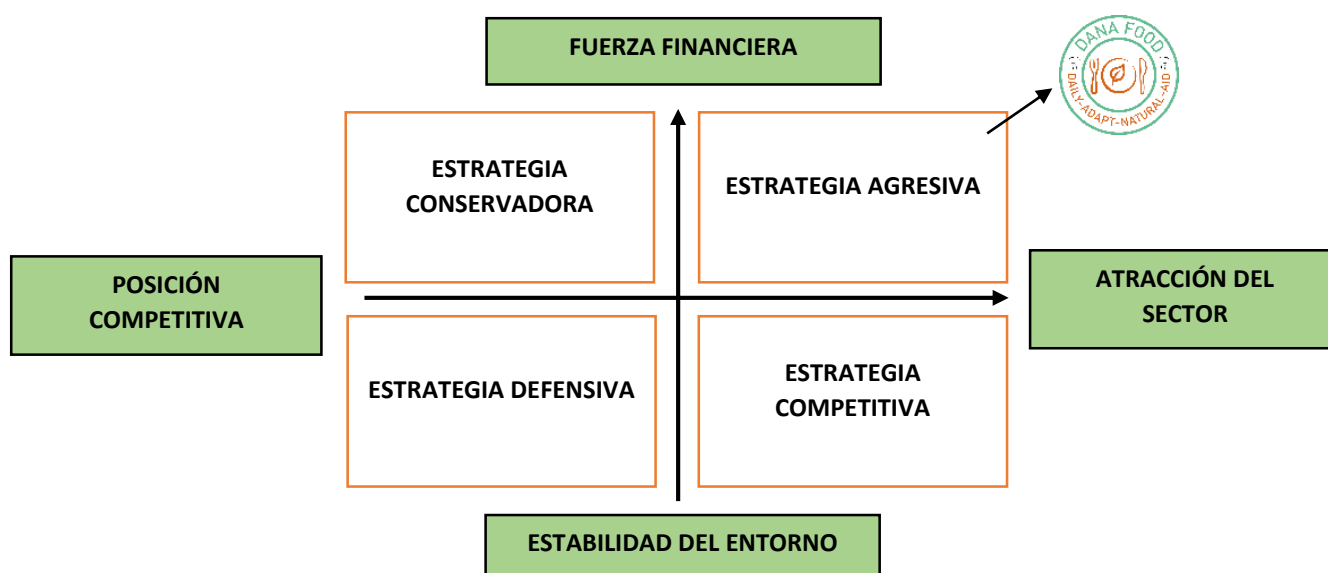 FUERZA FINANCIERA
DANA FOOD
DAILY-ADAPT-NATURAL-AID
ESTRATEGIA
CONSERVADORA
ESTRATEGIA AGRESIVA
POSICIÓN
COMPETITIVA
ATRACCIÓN DEL
SECTOR
ESTRATEGIA DEFENSIVA
ESTRATEGIA
COMPETITIVA
ESTABILIDAD DEL ENTORNO